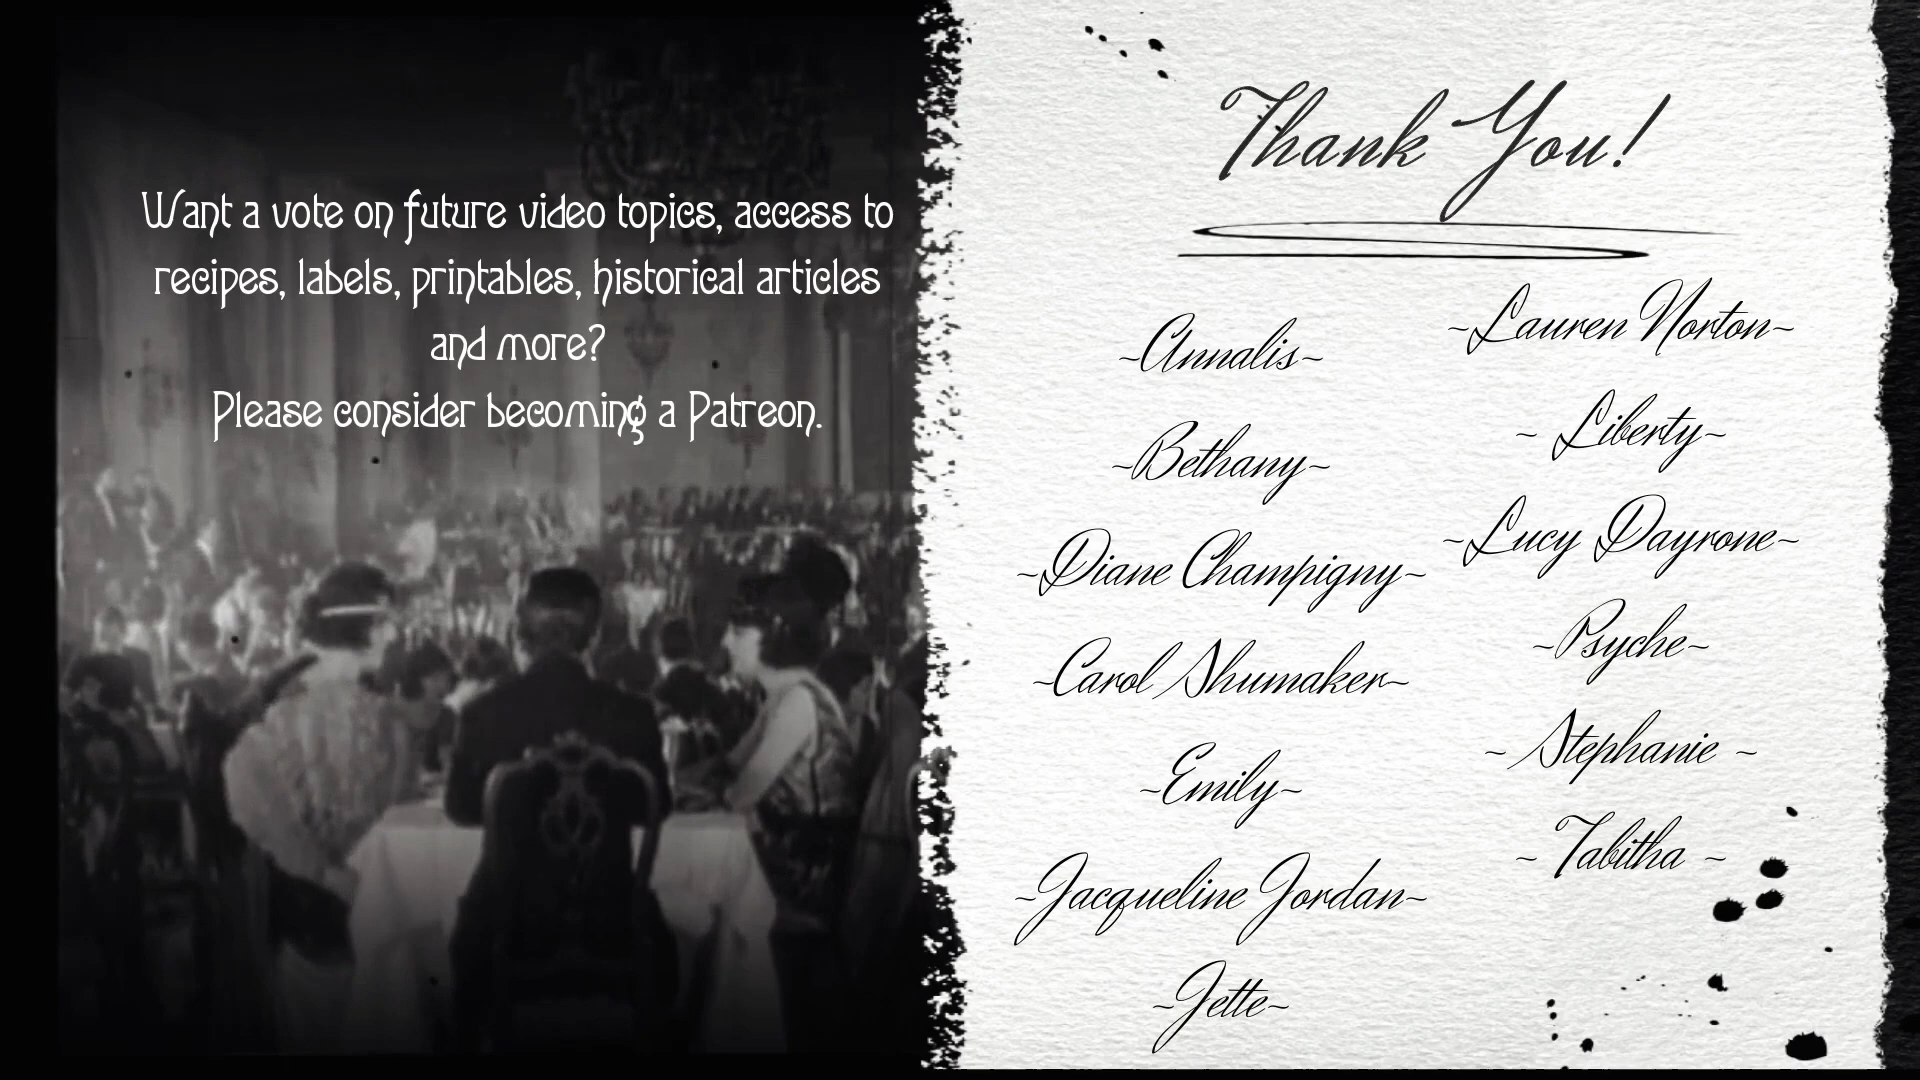 Want a vote on future video topics, access to
recipes, labels, printables, historical articles
and more?
Please consider becoming a Patreon.
Thank You!
~Annalis~
~Bethany~
~Diane Champigny~
~Carol Shumaker~
~Emily~
~Jacqueline Jordan~
~Jette~
~Lauren Norton~
~ Liberty~
~Lucy Dayrone~
~Psyche~
~ Stephanie ~
~ Tabitha ~